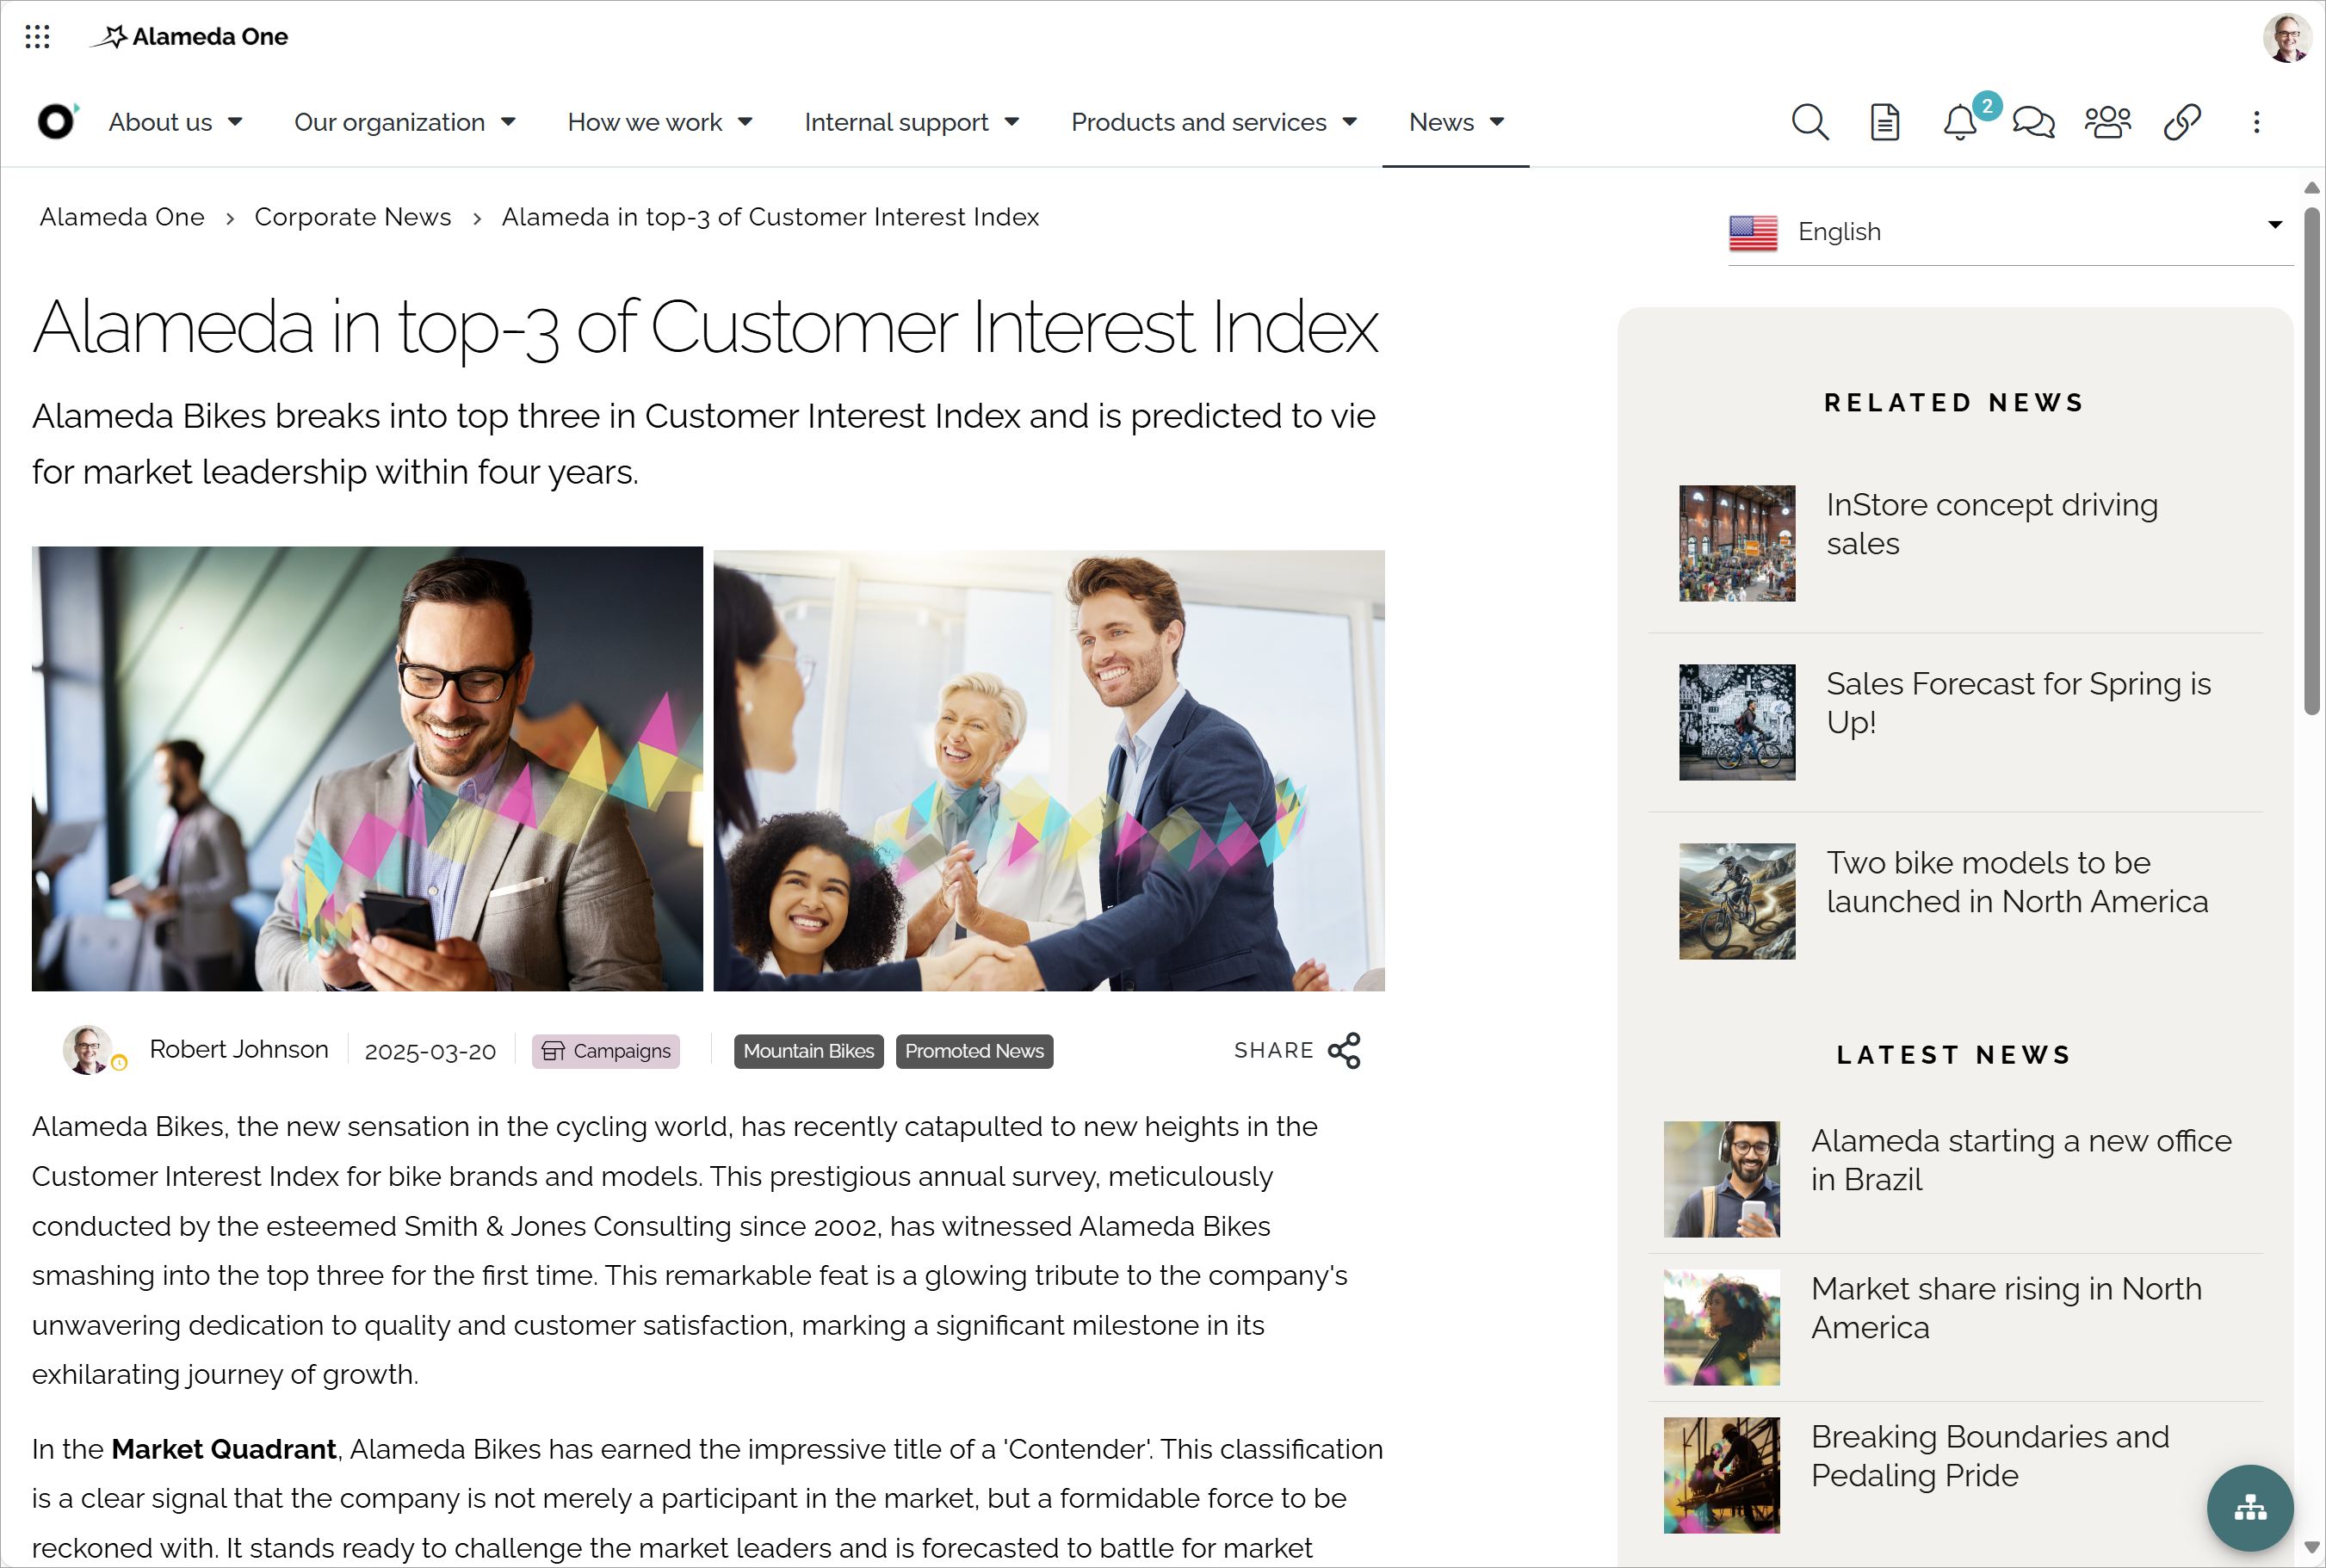 Alameda One
About us
Our organization
How we work
Internal support
Products and services
News
2
Alameda One › Corporate News › Alameda in top-3 of Customer Interest Index
English
Alameda in top-3 of Customer Interest Index
Alameda Bikes breaks into top three in Customer Interest Index and is predicted to vie
for market leadership within four years.
Robert Johnson
2025-03-20
Campaigns
Mountain Bikes
Promoted News
SHARE
Alameda Bikes, the new sensation in the cycling world, has recently catapulted to new heights in the
Customer Interest Index for bike brands and models. This prestigious annual survey, meticulously
conducted by the esteemed Smith & Jones Consulting since 2002, has witnessed Alameda Bikes
smashing into the top three for the first time. This remarkable feat is a glowing tribute to the company's
unwavering dedication to quality and customer satisfaction, marking a significant milestone in its
exhilarating journey of growth.
In the Market Quadrant, Alameda Bikes has earned the impressive title of a 'Contender'. This classification
is a clear signal that the company is not merely a participant in the market, but a formidable force to be
reckoned with. It stands ready to challenge the market leaders and is forecasted to battle for market
RELATED NEWS
InStore concept driving
sales
Sales Forecast for Spring is
Up!
Two bike models to be
launched in North America
LATEST NEWS
Alameda starting a new office
in Brazil
Market share rising in North
America
Breaking Boundaries and
Pedaling Pride